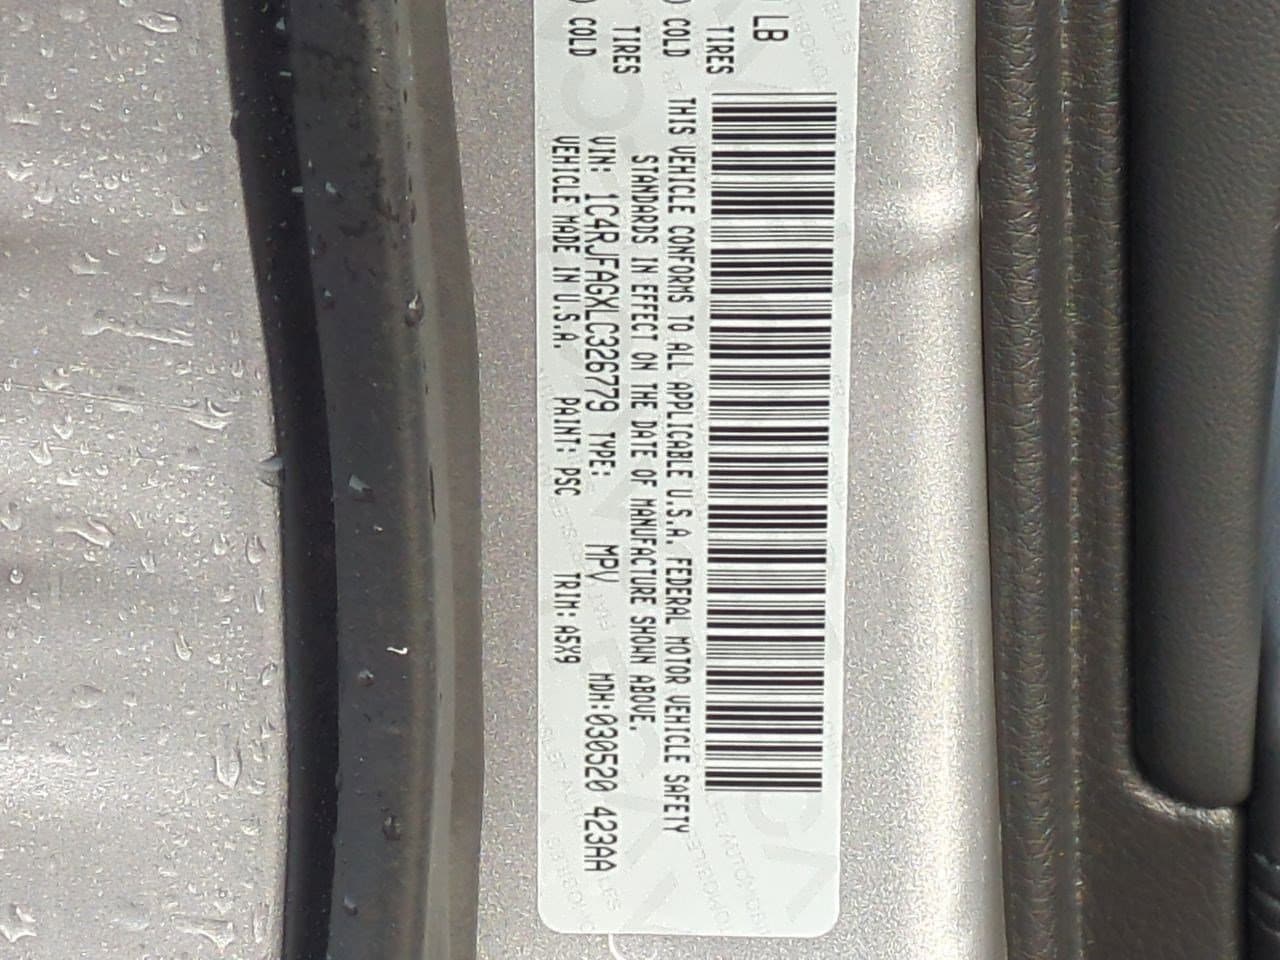 LB
TIRES COLD
TIRES COLD
THIS VEHICLE CONFORMS TO ALL APPLICABLE U.S.A. FEDERAL MOTOR VEHICLE SAFETY
STANDARDS IN EFFECT ON THE DATE OF MANUFACTURE SHOWN ABOVE.
VIN: 1C4RJFAGXLC326779 TYPE: MPV MDH: 030520 423AA
VEHICLE MADE IN U.S.A. PAINT: PSC TRIM: A5X9